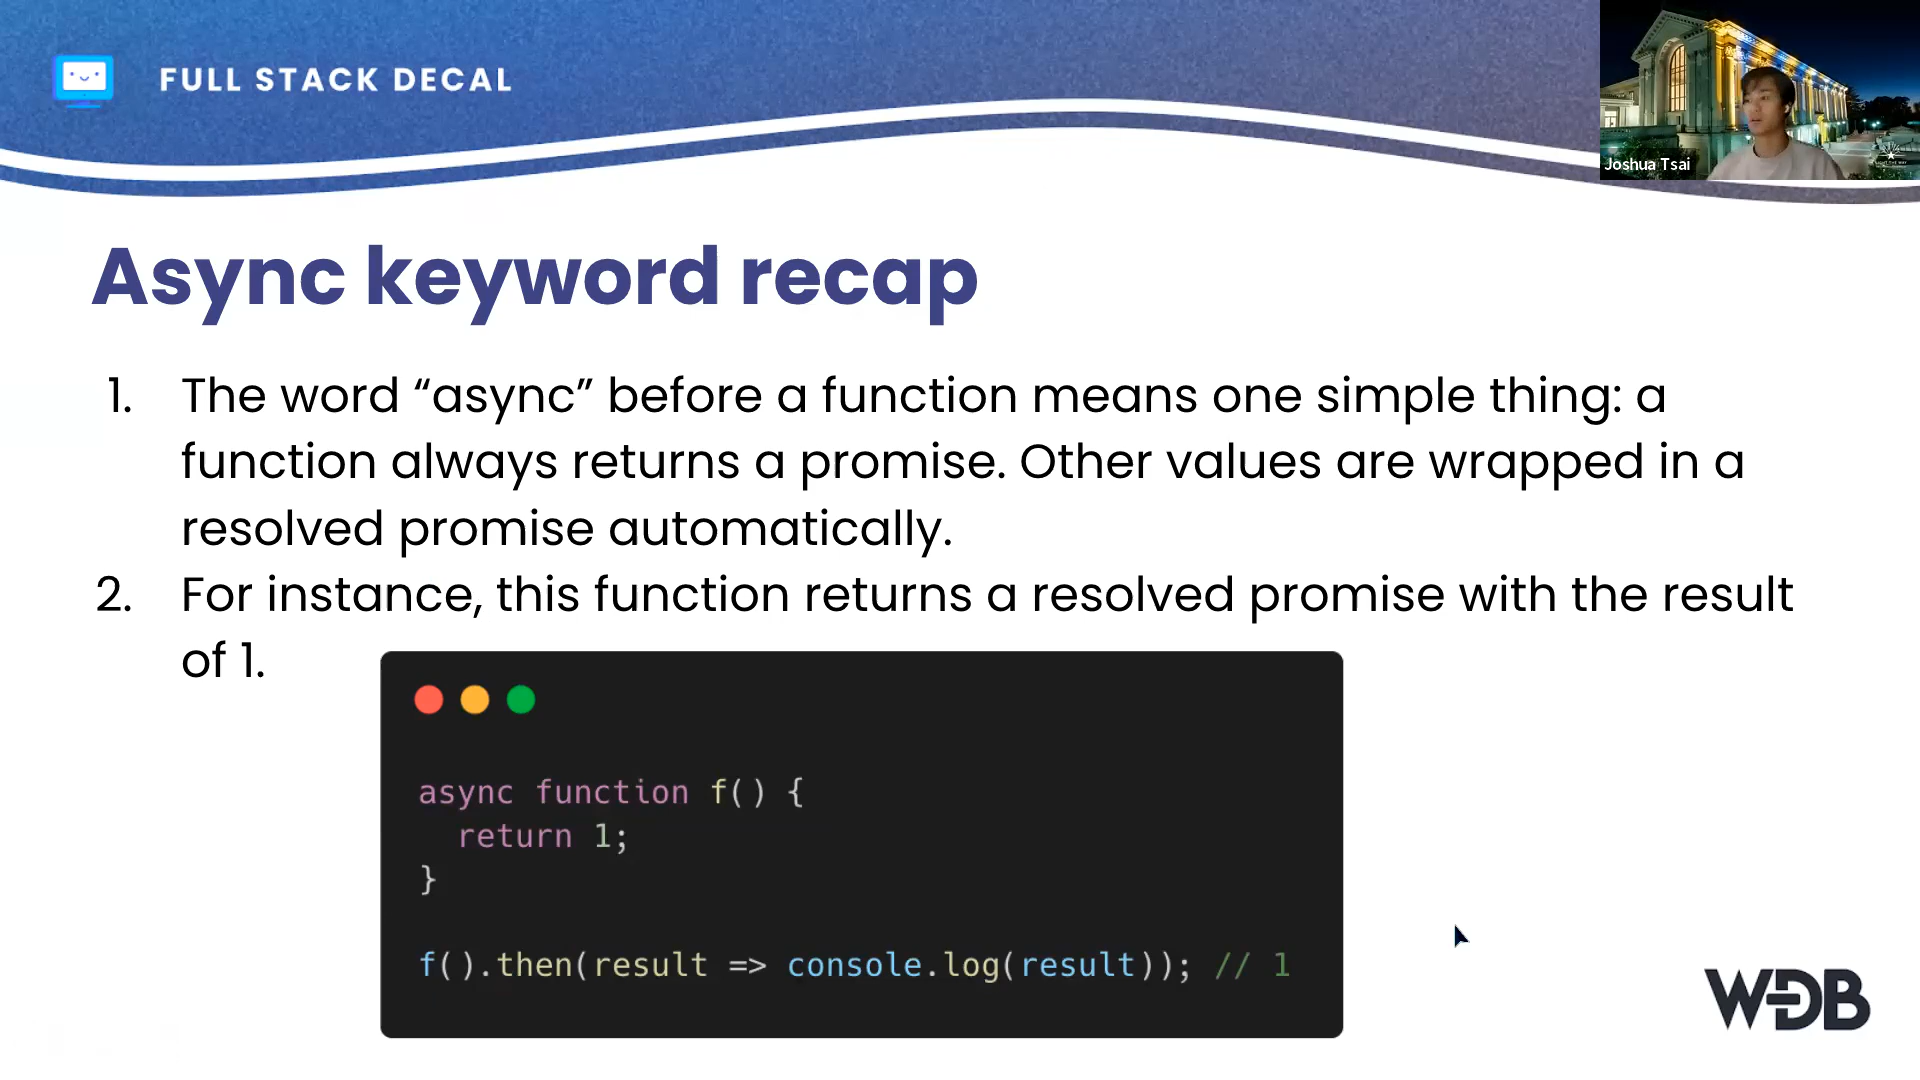 FULL STACK DECAL
Joshua Tsai
Async keyword recap
1. The word “async” before a function means one simple thing: a
function always returns a promise. Other values are wrapped in a
resolved promise automatically.
2. For instance, this function returns a resolved promise with the result
of 1.
async function f() {
  return 1;
}
f().then(result => console.log(result)); // 1
WDB